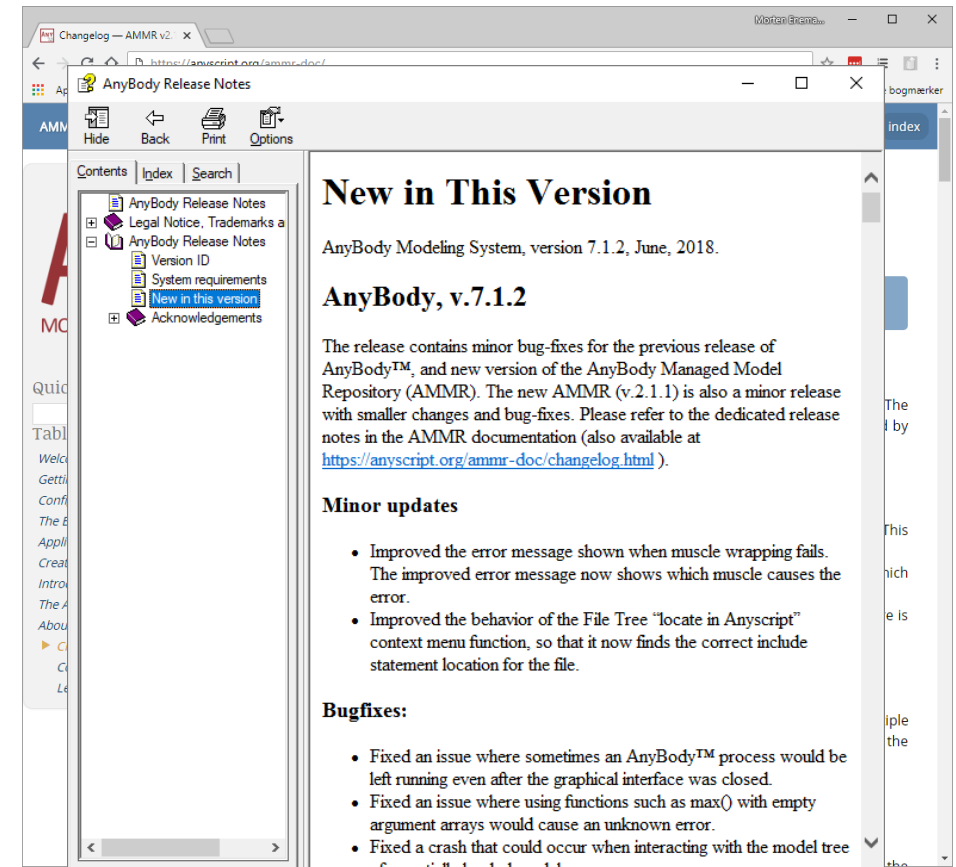 Changelog — AMMR v2.
Morten Enema...
https://anyscript.org/ammr-doc/
AnyBody Release Notes
bogmærker
AMM
index
Hide Back Print Options
Contents Index Search
AnyBody Release Notes
Legal Notice, Trademarks a
AnyBody Release Notes
Version ID
System requirements
New in this version
Acknowledgements
New in This Version
AnyBody Modeling System, version 7.1.2, June, 2018.
AnyBody, v.7.1.2
The release contains minor bug-fixes for the previous release of
AnyBody™, and new version of the AnyBody Managed Model
Repository (AMMR). The new AMMR (v.2.1.1) is also a minor release
with smaller changes and bug-fixes. Please refer to the dedicated release
notes in the AMMR documentation (also available at
https://anyscript.org/ammr-doc/changelog.html ).
Minor updates
• Improved the error message shown when muscle wrapping fails.
The improved error message now shows which muscle causes the
error.
• Improved the behavior of the File Tree “locate in Anyscript”
context menu function, so that it now finds the correct include
statement location for the file.
Bugfixes:
• Fixed an issue where sometimes an AnyBody™ process would be
left running even after the graphical interface was closed.
• Fixed an issue where using functions such as max() with empty
argument arrays would cause an unknown error.
• Fixed a crash that could occur when interacting with the model tree
MO
Quic
Tabl
Welco
Getti
Confi
The B
Appli
Creat
Introd
The A
Abou
The
by
This
e is
the
the